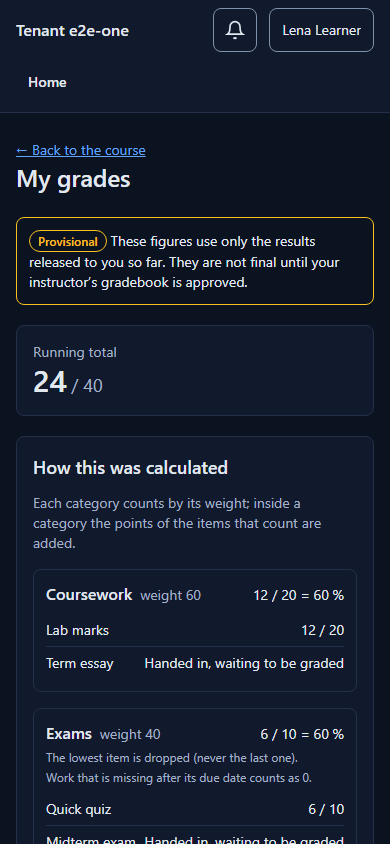 Tenant e2e-one
Lena Learner
Home
← Back to the course
My grades
Provisional These figures use only the results
released to you so far. They are not final until your
instructor’s gradebook is approved.
Running total
24 / 40
How this was calculated
Each category counts by its weight; inside a
category the points of the items that count are
added.
Coursework weight 60 12 / 20 = 60 %
Lab marks 12 / 20
Term essay Handed in, waiting to be graded
Exams weight 40 6 / 10 = 60 %
The lowest item is dropped (never the last one).
Work that is missing after its due date counts as 0.
Quick quiz 6 / 10
Midterm exam Handed in, waiting to be graded